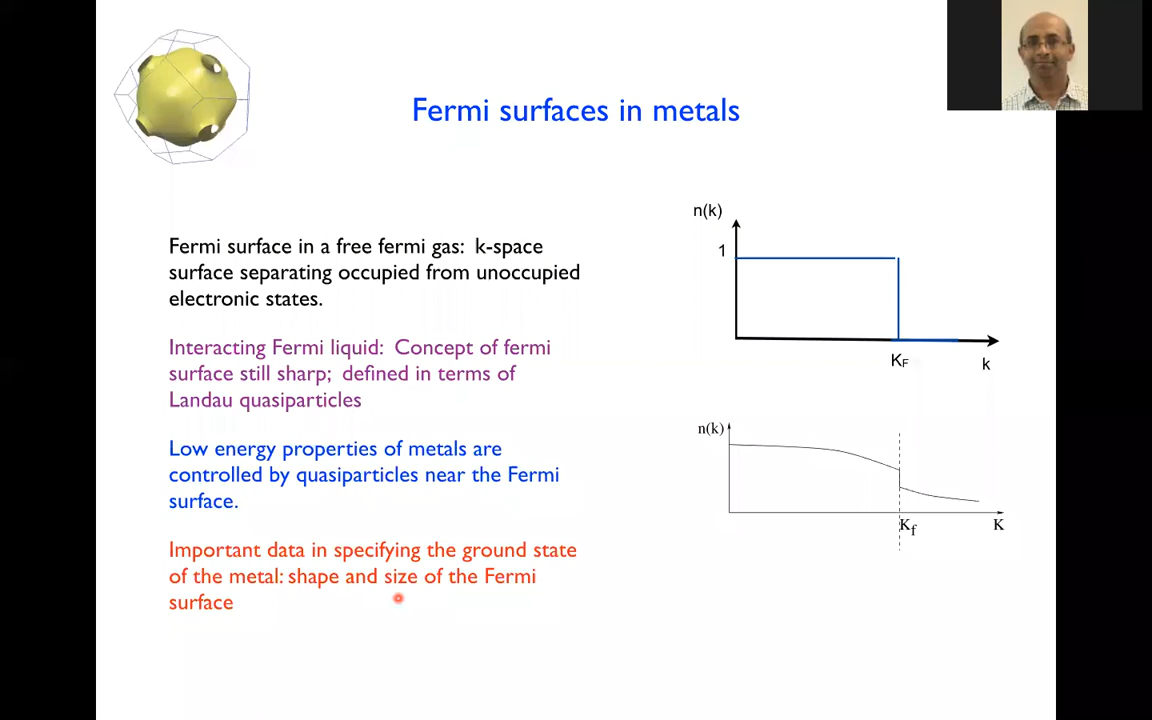 Fermi surfaces in metals
Fermi surface in a free fermi gas: k-space
surface separating occupied from unoccupied
electronic states.
Interacting Fermi liquid: Concept of fermi
surface still sharp; defined in terms of
Landau quasiparticles
Low energy properties of metals are
controlled by quasiparticles near the Fermi
surface.
Important data in specifying the ground state
of the metal: shape and size of the Fermi
surface
n(k)
1
KF
k
n(k)
Kf
K